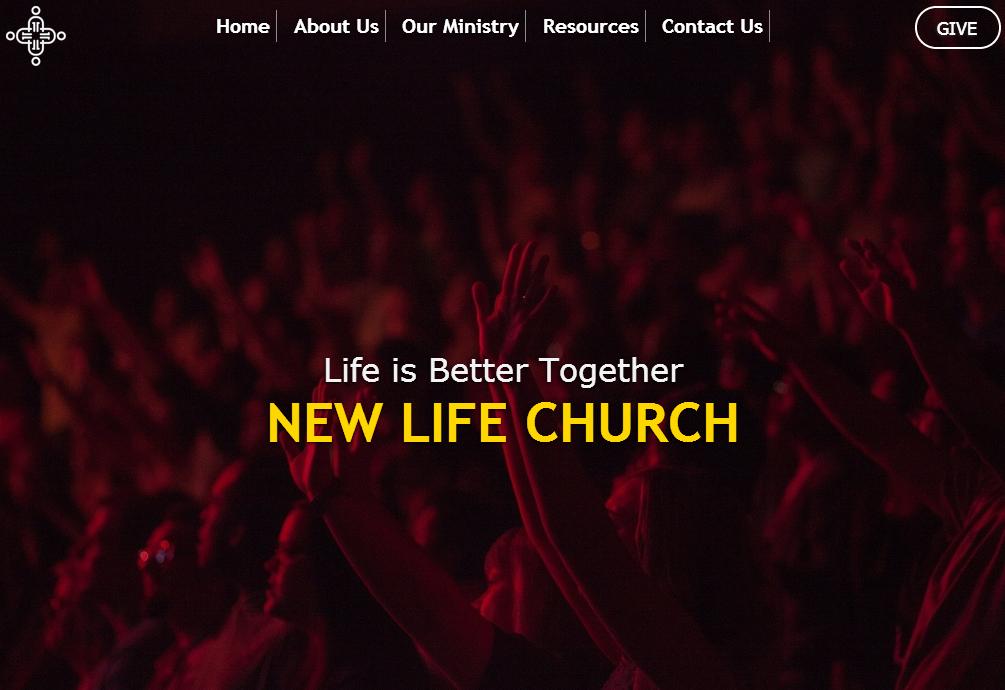 Home About Us Our Ministry Resources Contact Us GIVE
Life is Better Together
NEW LIFE CHURCH